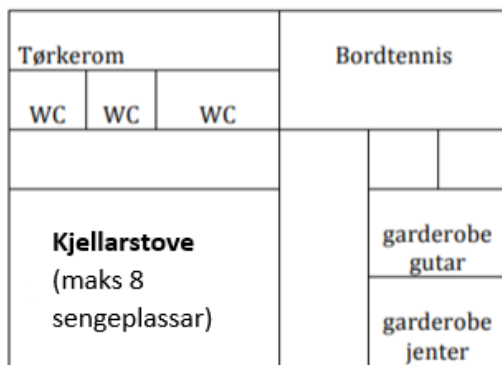 Tørkerom
Bordtennis
WC
WC
WC
Kjellarstove
(maks 8
sengeplassar)
garderobe
gutar
garderobe
jenter